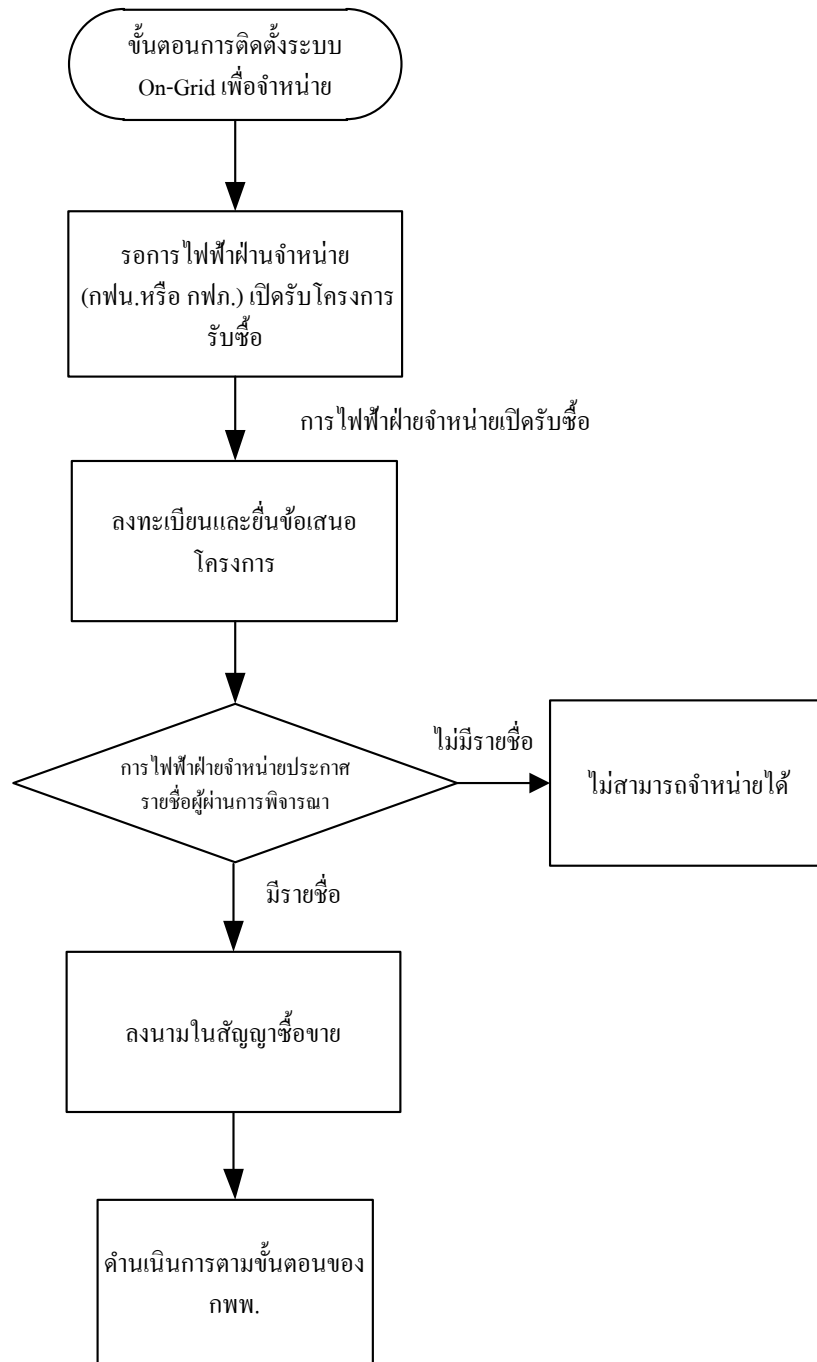 ขั้นตอนการติดตั้งระบบ
On-Grid เพื่อจำหน่าย
รอการไฟฟ้าฝ่านจำหน่าย
(กฟน.หรือ กฟภ.) เปิดรับโครงการ
รับซื้อ
การไฟฟ้าฝ่ายจำหน่ายเปิดรับซื้อ
ลงทะเบียนและยื่นข้อเสนอ
โครงการ
การไฟฟ้าฝ่ายจำหน่ายประกาศ
รายชื่อผู้ผ่านการพิจารณา
ไม่มีรายชื่อ
ไม่สามารถจำหน่ายได้
มีรายชื่อ
ลงนามในสัญญาซื้อขาย
ดำนเนินการตามขั้นตอนของ
กพพ.